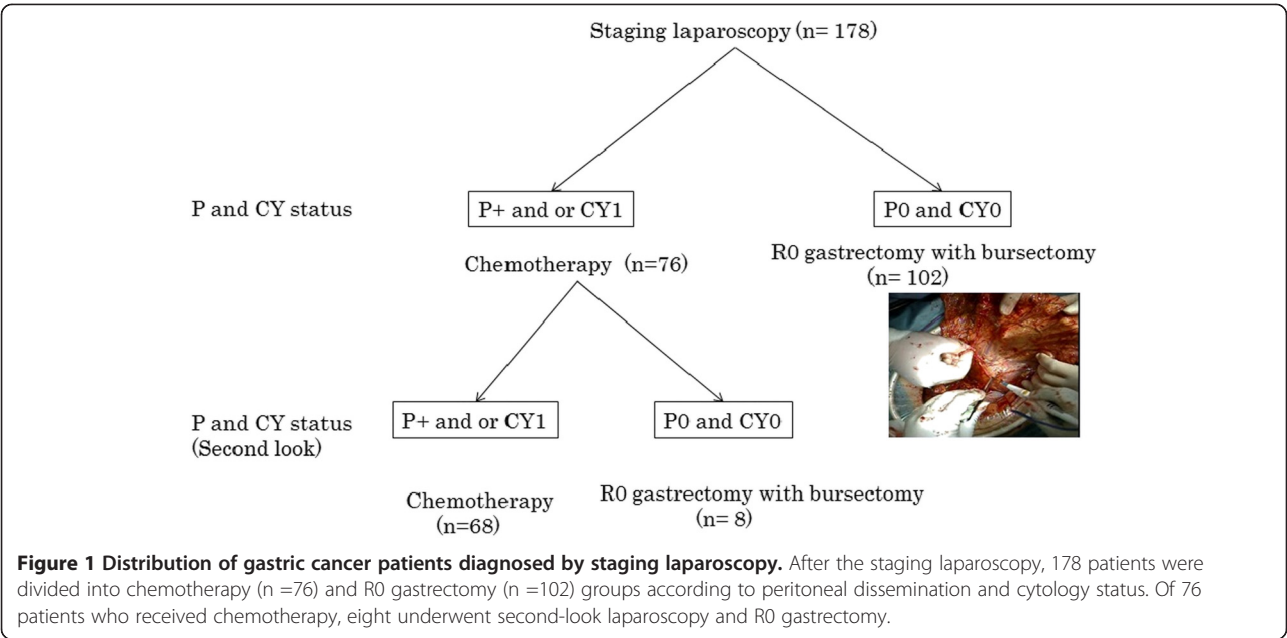 Staging laparoscopy (n= 178)
P and CY status
P+ and or CY1
P0 and CY0
Chemotherapy (n=76)
R0 gastrectomy with bursectomy
(n= 102)
P and CY status
(Second look)
P+ and or CY1
P0 and CY0
Chemotherapy
(n=68)
R0 gastrectomy with bursectomy
(n= 8)
Figure 1 Distribution of gastric cancer patients diagnosed by staging laparoscopy. After the staging laparoscopy, 178 patients were
divided into chemotherapy (n =76) and R0 gastrectomy (n =102) groups according to peritoneal dissemination and cytology status. Of 76
patients who received chemotherapy, eight underwent second-look laparoscopy and R0 gastrectomy.